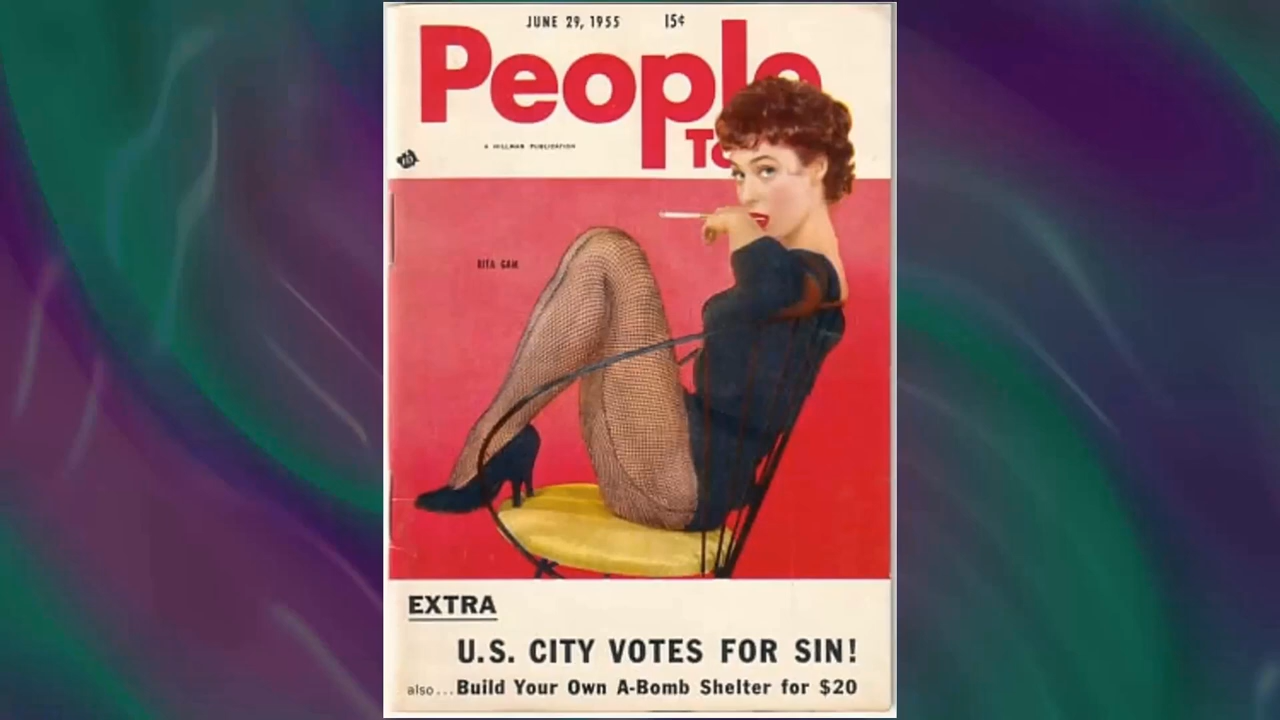 JUNE 29, 1955 15¢
People
To
A HILLMAN PUBLICATION
RITA GAM
EXTRA
U.S. CITY VOTES FOR SIN!
also... Build Your Own A-Bomb Shelter for $20